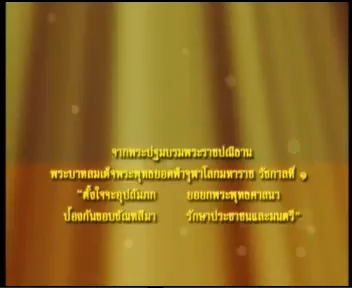 จากพระปฐมบรมพระราชปณิธาน
พระบาทสมเด็จพระพุทธยอดฟ้าจุฬาโลกมหาราช รัชกาลที่ ๑
“ตั้งใจจะอุปถัมภก ยอยกพระพุทธศาสนา
ป้องกันขอบขัณฑสีมา รักษาประชาชนและมนตรี”